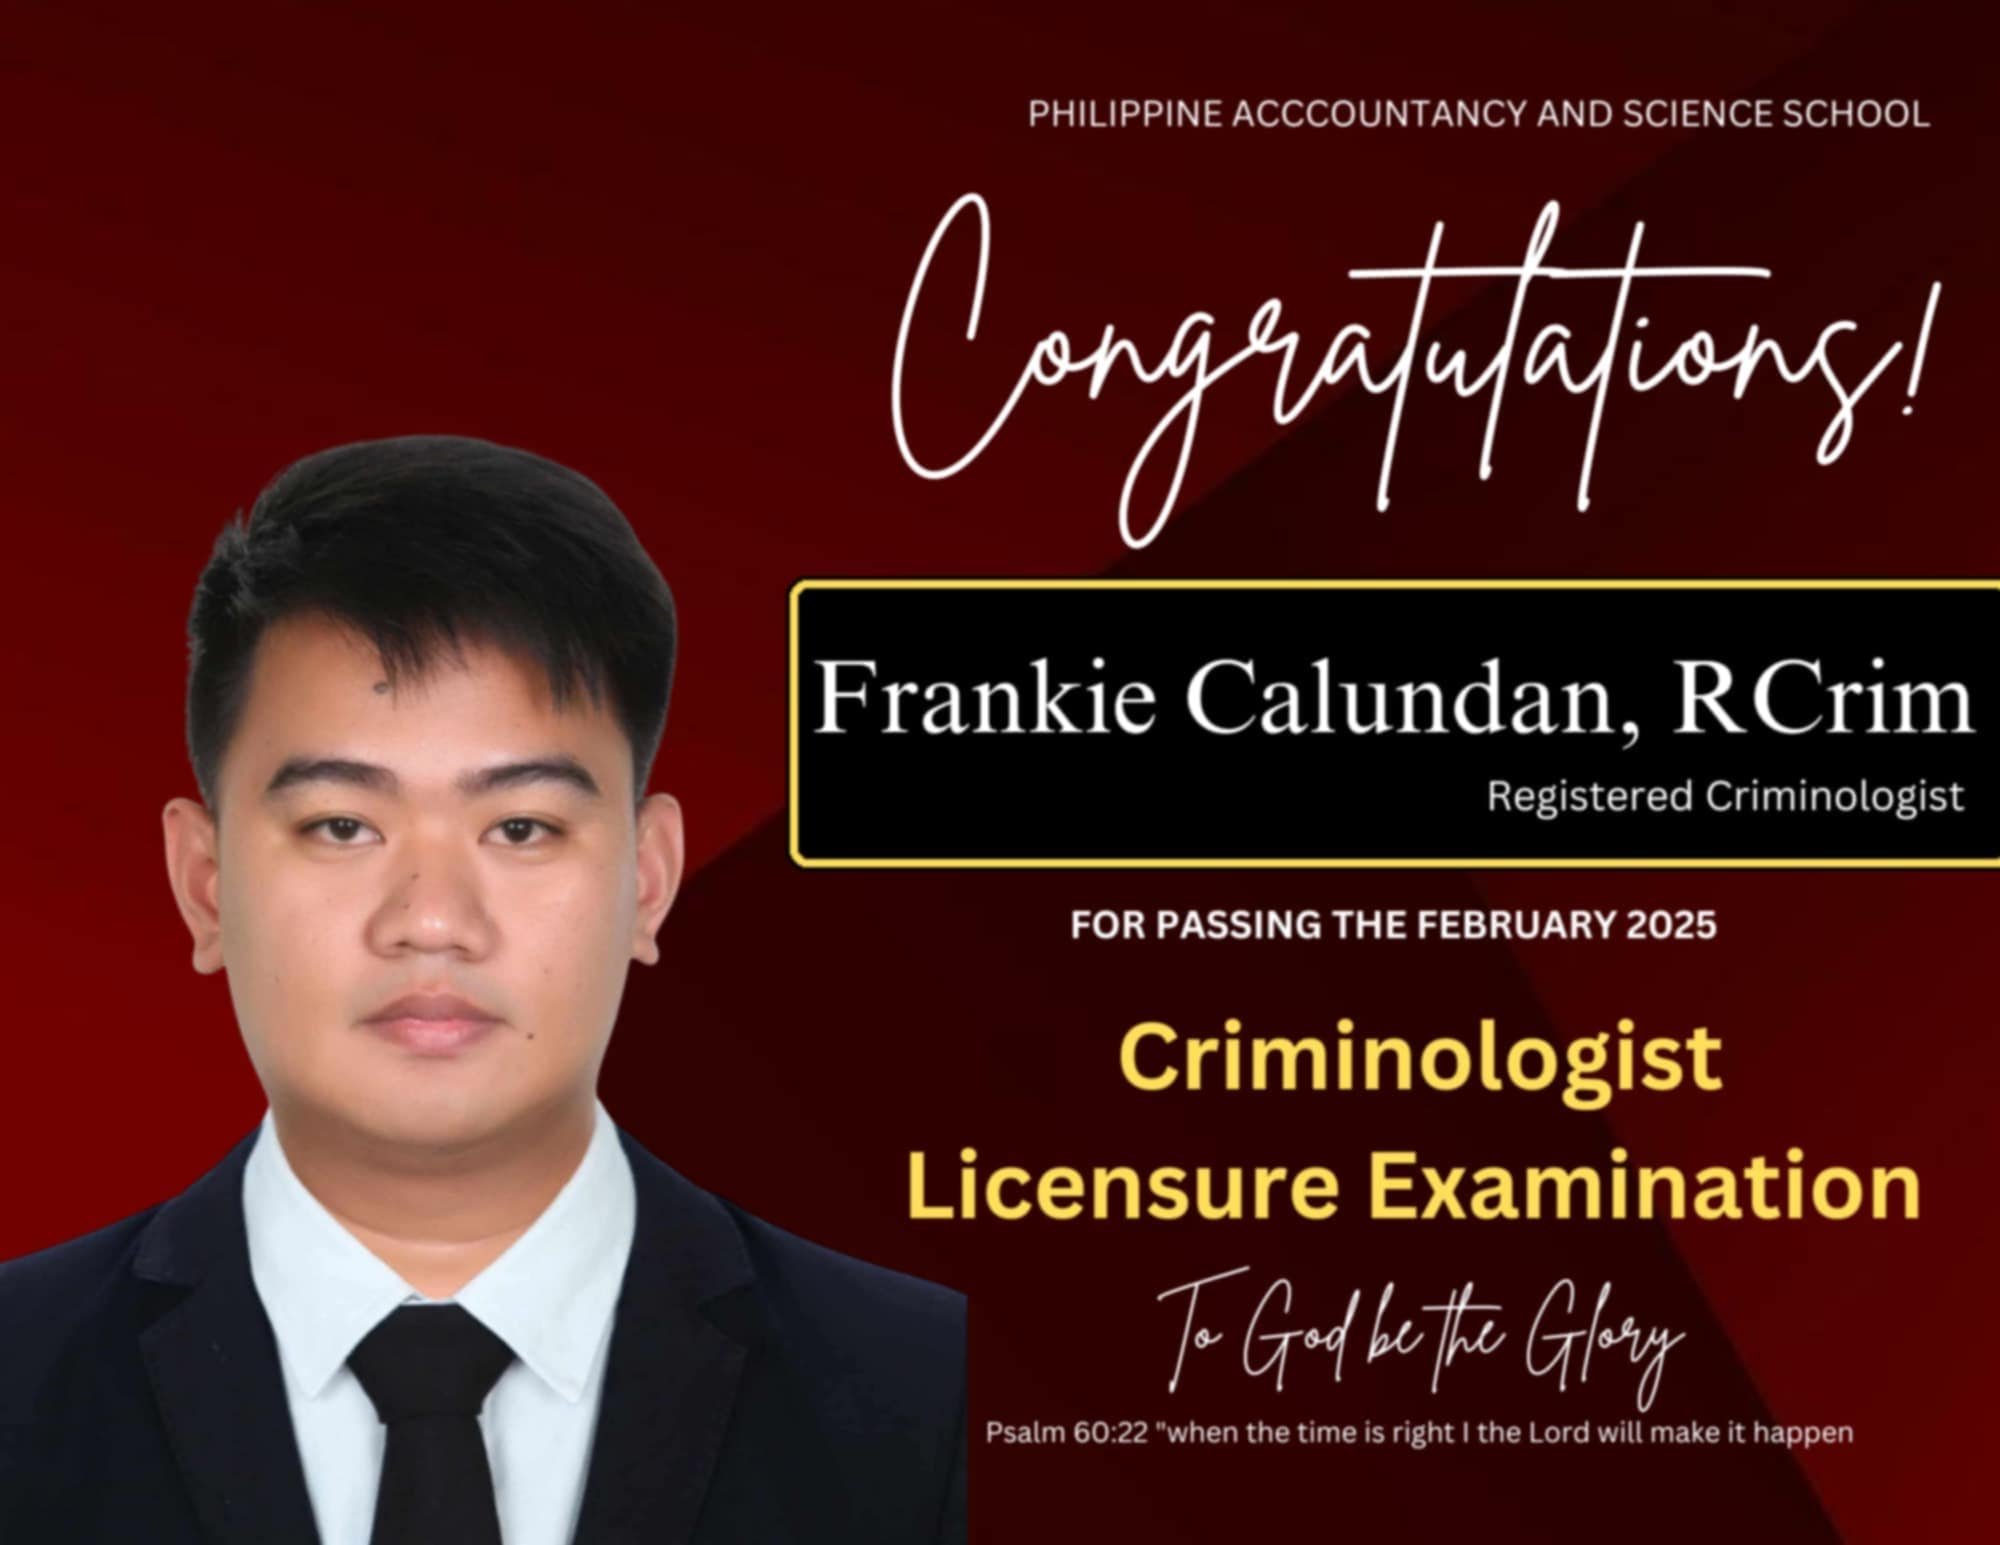 PHILIPPINE ACCCOUNTANCY AND SCIENCE SCHOOL
Congratulations!
Frankie Calundan, RCrim
Registered Criminologist
FOR PASSING THE FEBRUARY 2025
Criminologist
Licensure Examination
To God be the Glory
Psalm 60:22 "when the time is right I the Lord will make it happen